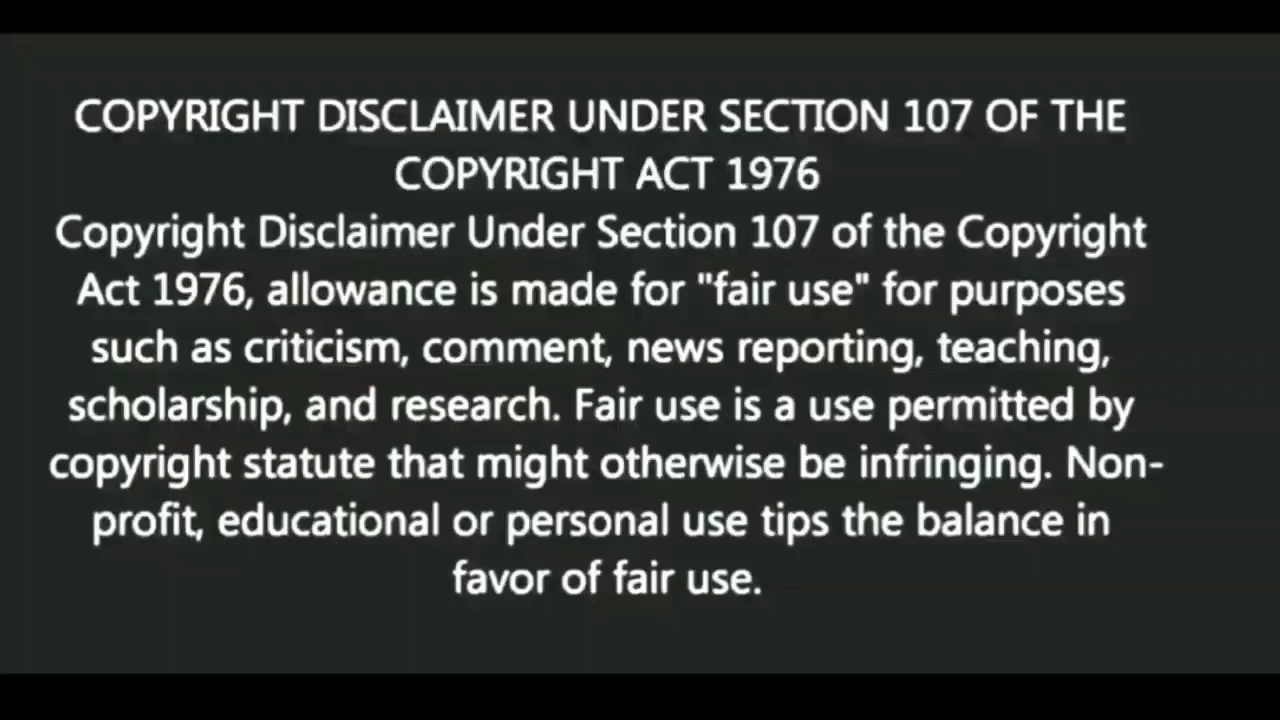 COPYRIGHT DISCLAIMER UNDER SECTION 107 OF THE
COPYRIGHT ACT 1976
Copyright Disclaimer Under Section 107 of the Copyright
Act 1976, allowance is made for "fair use" for purposes
such as criticism, comment, news reporting, teaching,
scholarship, and research. Fair use is a use permitted by
copyright statute that might otherwise be infringing. Non-
profit, educational or personal use tips the balance in
favor of fair use.